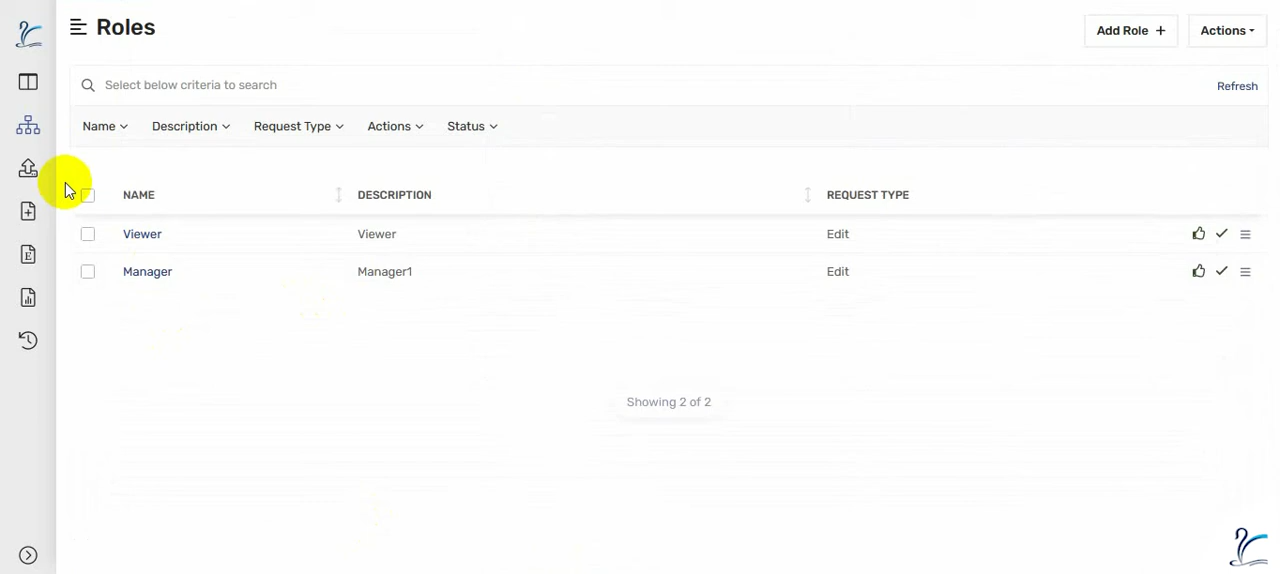 Roles
Add Role +
Actions
Select below criteria to search
Refresh
Name Description Request Type Actions Status
NAME DESCRIPTION REQUEST TYPE
Viewer Viewer Edit
Manager Manager1 Edit
Showing 2 of 2